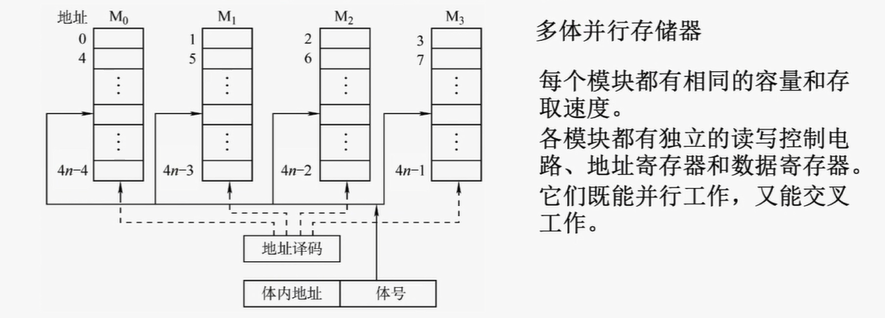 地址 M0 M1 M2 M3
0 1 2 3
4 5 6 7
⋮ ⋮ ⋮ ⋮
⋮ ⋮ ⋮ ⋮
4n−4 4n−3 4n−2 4n−1
地址译码
体内地址 体号
多体并行存储器
每个模块都有相同的容量和存
取速度。
各模块都有独立的读写控制电
路、地址寄存器和数据寄存器。
它们既能并行工作，又能交叉
工作。